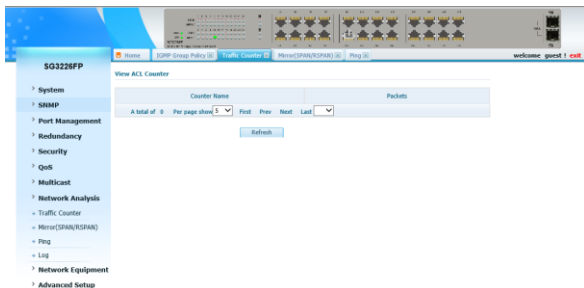 Home IGMP Group Policy Traffic Counter Mirror(SPAN/RSPAN) Ping welcome guest ! exit
SG3226FP
View ACL Counter
Counter Name Packets
A total of 0 Per page show 5 First Prev Next Last
Refresh
System
SNMP
Port Management
Redundancy
Security
QoS
Multicast
Network Analysis
Traffic Counter
Mirror(SPAN/RSPAN)
Ping
Log
Network Equipment
Advanced Setup